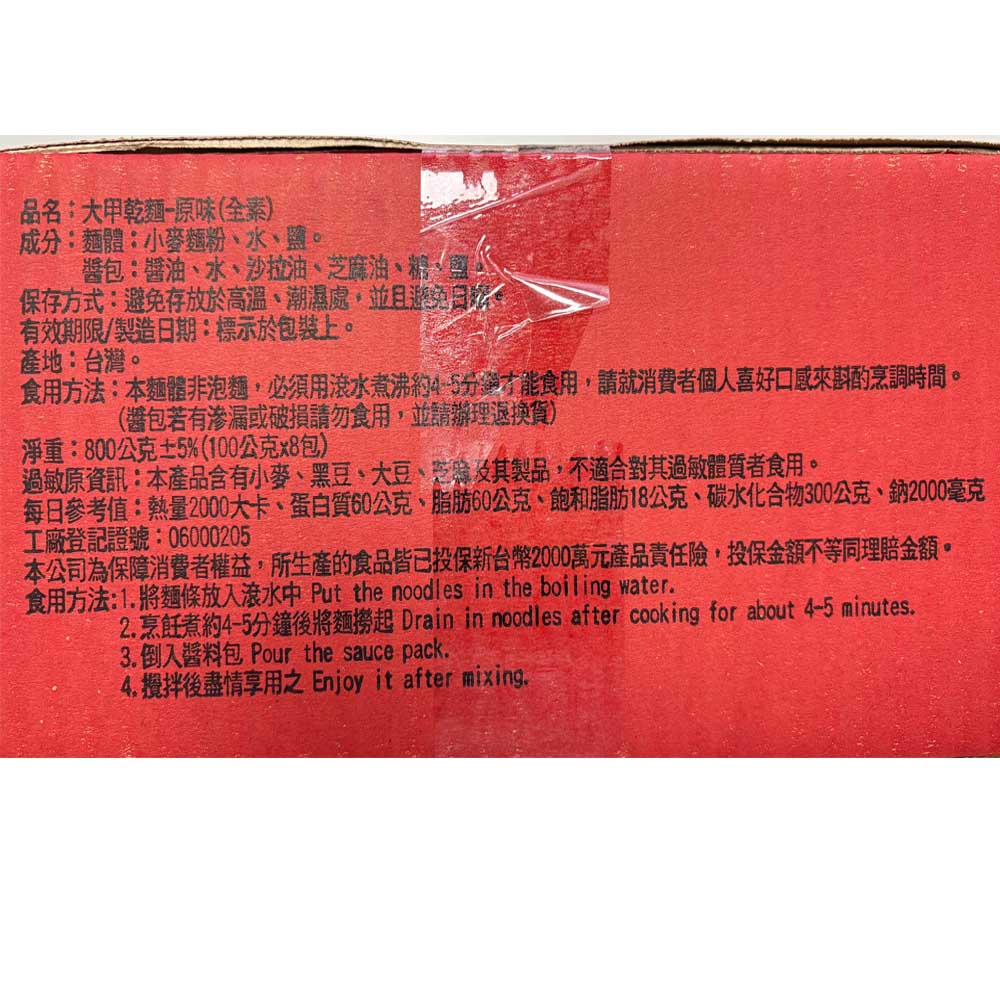 品名：大甲乾麵-原味(全素)
成分：麵體：小麥麵粉、水、鹽。
醬包：醬油、水、沙拉油、芝麻油、糖、鹽。
保存方式：避免存放於高溫、潮濕處，並且避免日曬。
有效期限/製造日期：標示於包裝上。
產地：台灣。
食用方法：本麵體非泡麵，必須用滾水煮沸約4-5分鐘才能食用，請就消費者個人喜好口感來斟酌烹調時間。
(醬包若有滲漏或破損請勿食用，並請辦理退換貨)
淨重：800公克±5%(100公克x8包)
過敏原資訊：本產品含有小麥、黑豆、大豆、芝麻及其製品，不適合對其過敏體質者食用。
每日參考值：熱量2000大卡、蛋白質60公克、脂肪60公克、飽和脂肪18公克、碳水化合物300公克、鈉2000毫克
工廠登記證號：06000205
本公司為保障消費者權益，所生產的食品皆已投保新台幣2000萬元產品責任險，投保金額不等同理賠金額。
食用方法:1.將麵條放入滾水中 Put the noodles in the boiling water.
2.烹飪煮約4-5分鐘後將麵撈起 Drain in noodles after cooking for about 4-5 minutes.
3.倒入醬料包 Pour the sauce pack.
4.攪拌後盡情享用之 Enjoy it after mixing.